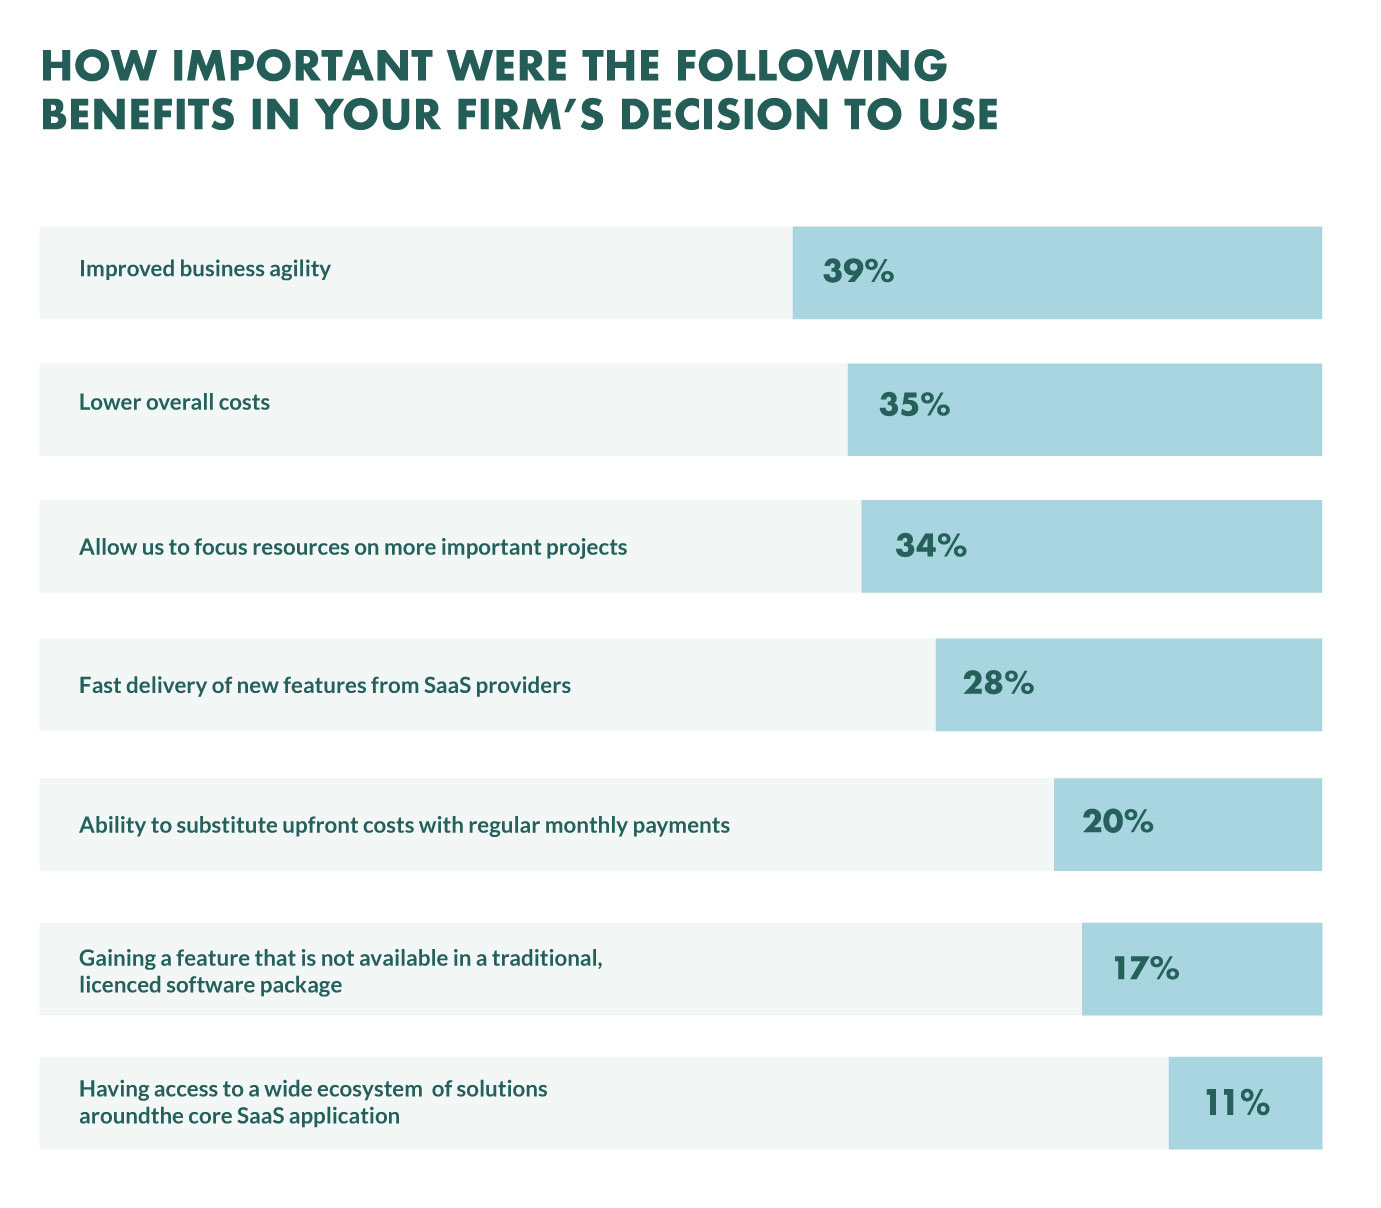 HOW IMPORTANT WERE THE FOLLOWING
BENEFITS IN YOUR FIRM’S DECISION TO USE
Improved business agility
39%
Lower overall costs
35%
Allow us to focus resources on more important projects
34%
Fast delivery of new features from SaaS providers
28%
Ability to substitute upfront costs with regular monthly payments
20%
Gaining a feature that is not available in a traditional,
licenced software package
17%
Having access to a wide ecosystem  of solutions
aroundthe core SaaS application
11%